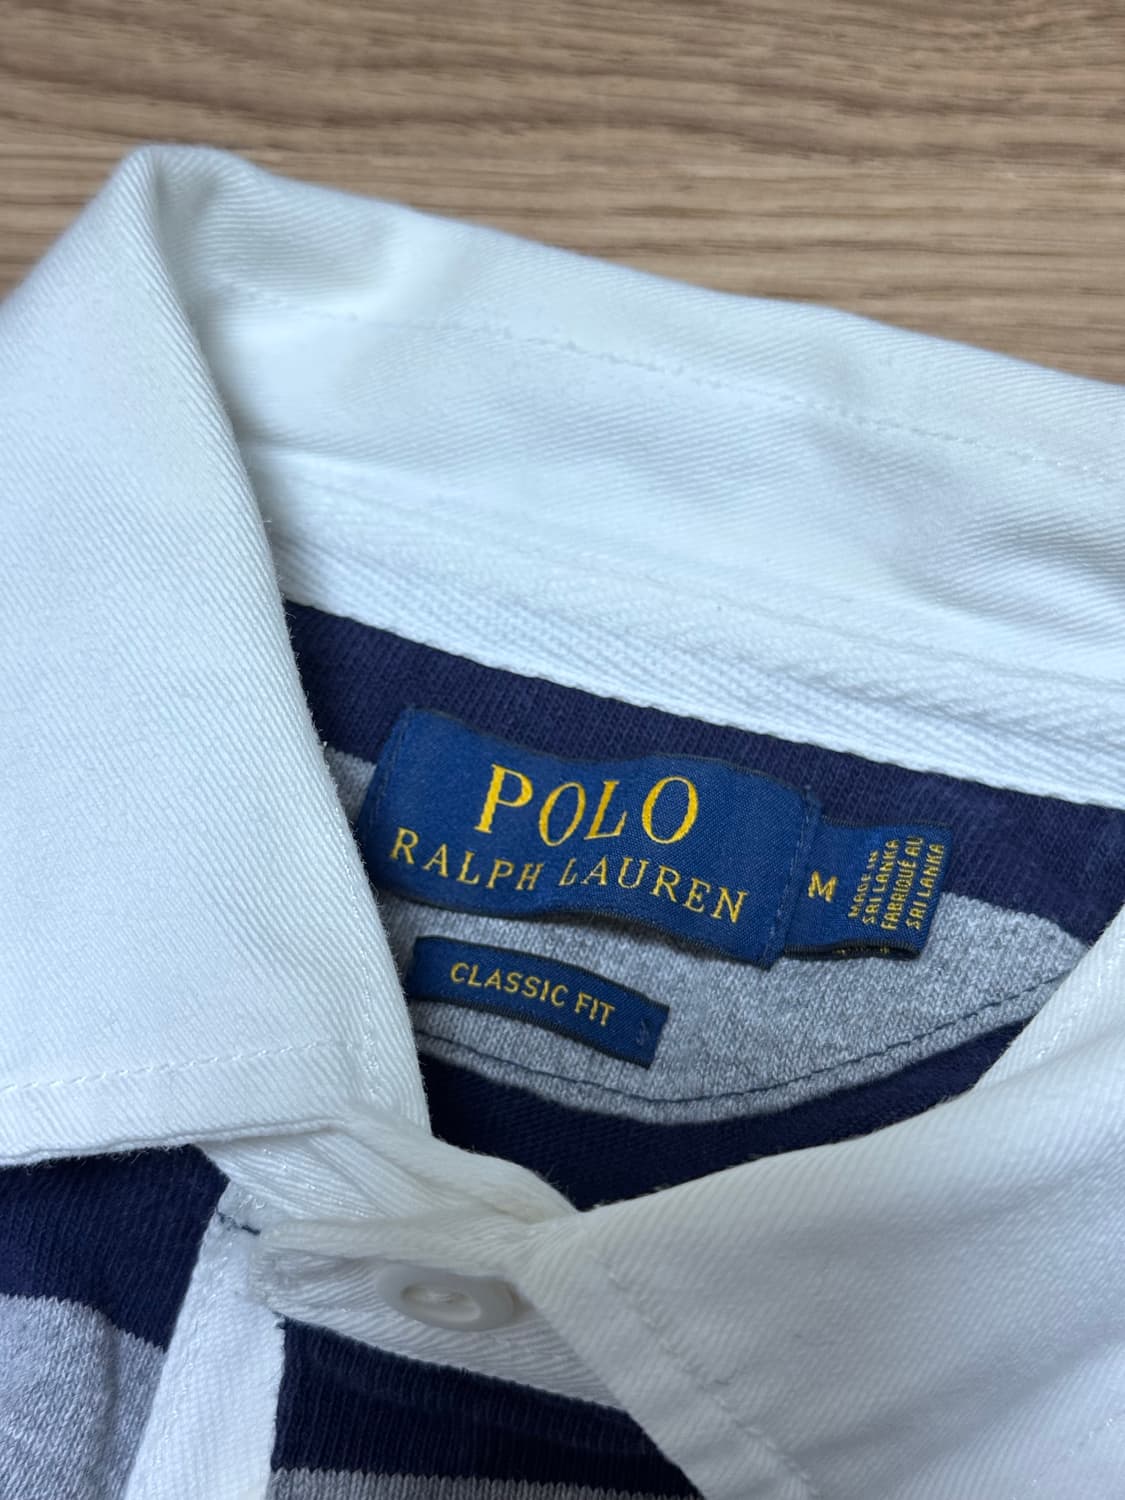 POLO
RALPH LAUREN
M
MADE IN
SRI LANKA
FABRIQUÉ AU
SRI LANKA
CLASSIC FIT